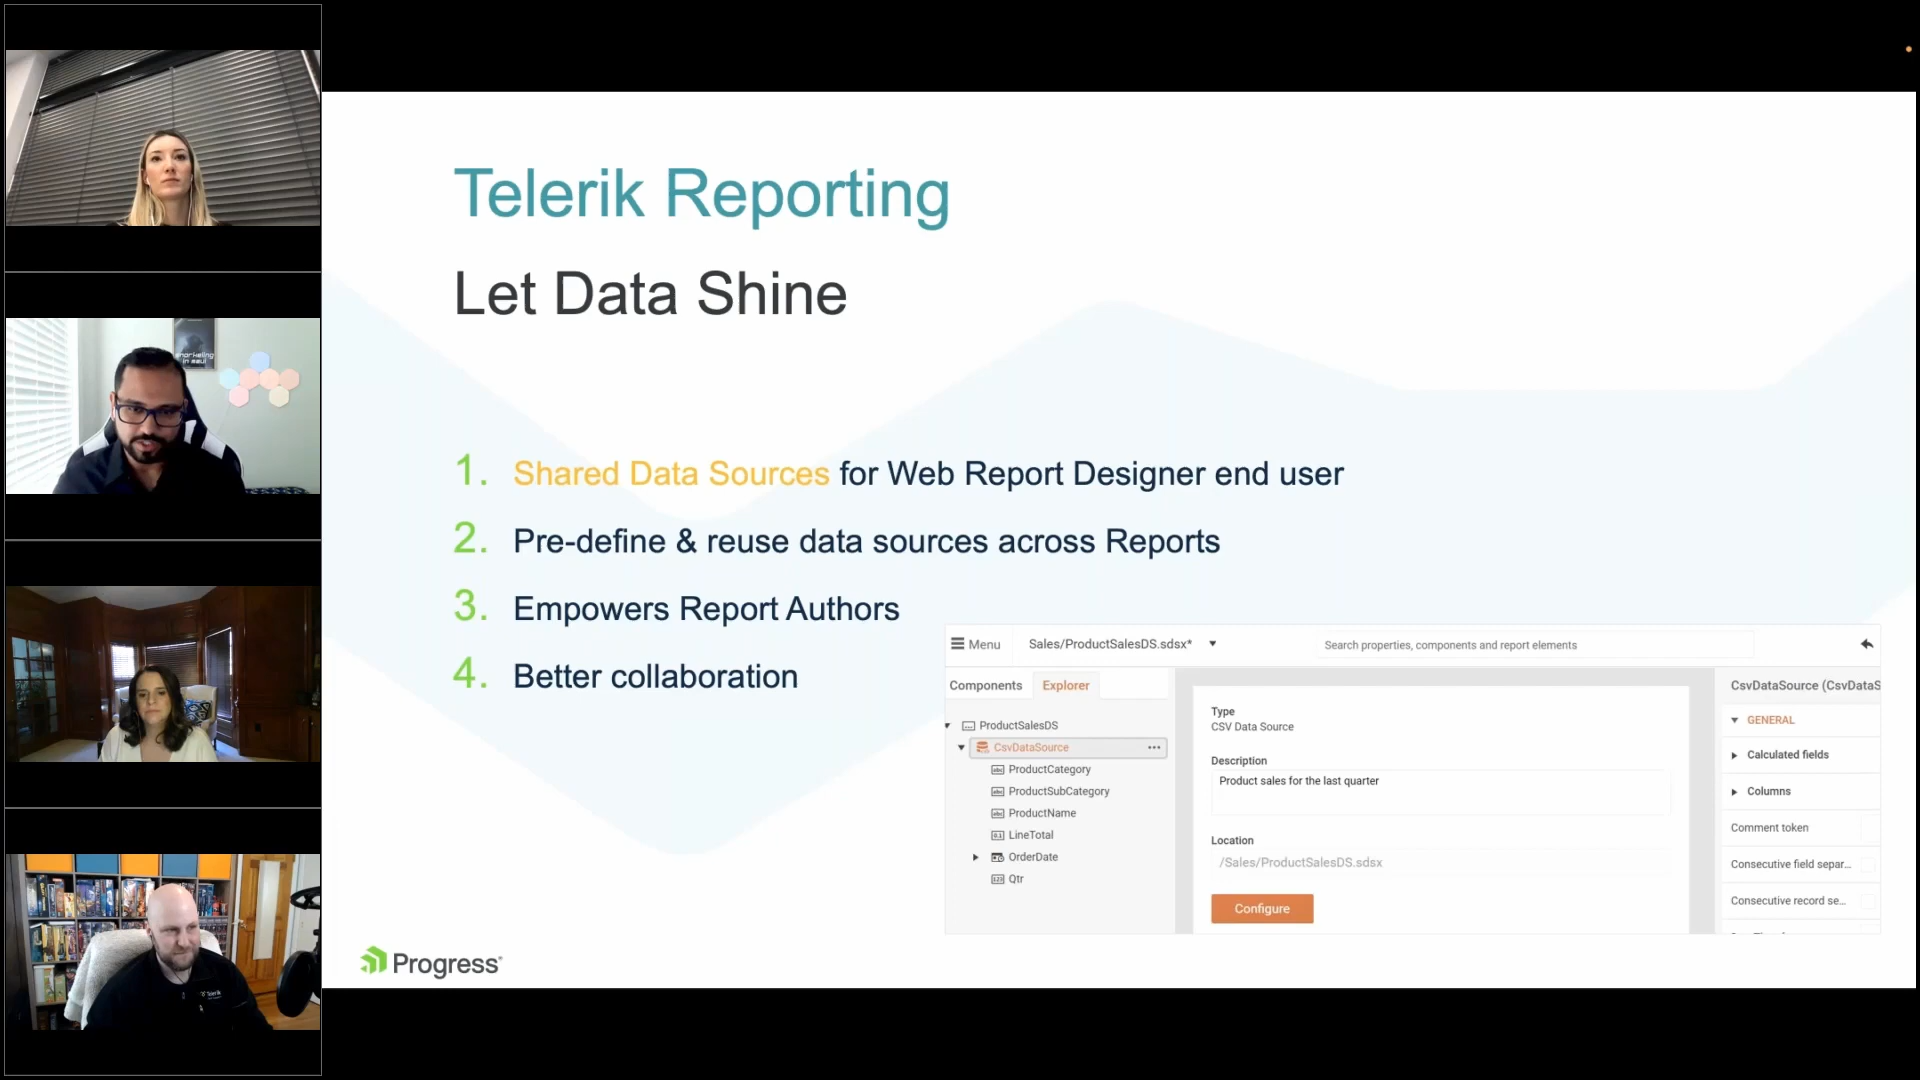 Telerik Reporting
Let Data Shine
1. Shared Data Sources for Web Report Designer end user
2. Pre-define & reuse data sources across Reports
3. Empowers Report Authors
4. Better collaboration
Menu
Sales/ProductSalesDS.sdsx*
Search properties, components and report elements
Components
Explorer
ProductSalesDS
CsvDataSource
ProductCategory
ProductSubCategory
ProductName
LineTotal
OrderDate
Qtr
Type
CSV Data Source
Description
Product sales for the last quarter
Location
/Sales/ProductSalesDS.sdsx
Configure
CsvDataSource (CsvDataS
GENERAL
Calculated fields
Columns
Comment token
Consecutive field separ...
Consecutive record se...
Progress
snorkeling
in maui
Telerik